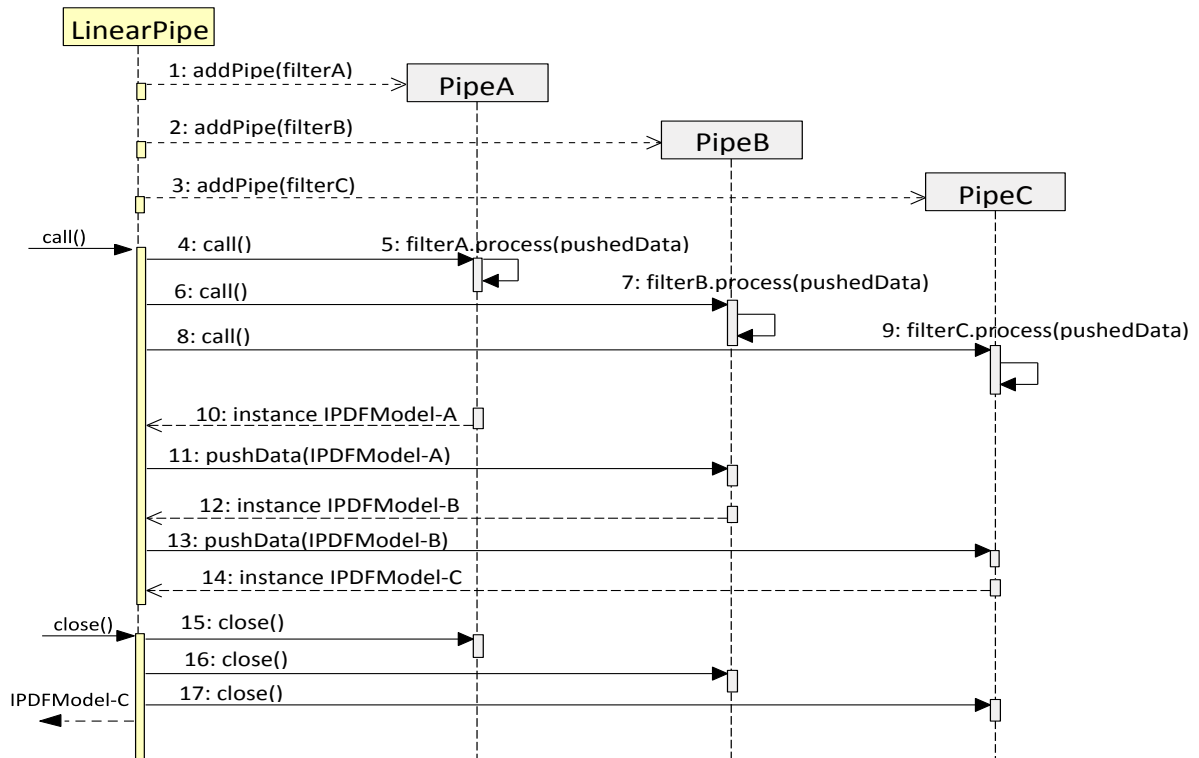 LinearPipe
1: addPipe(filterA)
PipeA
2: addPipe(filterB)
PipeB
3: addPipe(filterC)
PipeC
call()
4: call()
5: filterA.process(pushedData)
6: call()
7: filterB.process(pushedData)
8: call()
9: filterC.process(pushedData)
10: instance IPDFModel-A
11: pushData(IPDFModel-A)
12: instance IPDFModel-B
13: pushData(IPDFModel-B)
14: instance IPDFModel-C
close()
15: close()
16: close()
17: close()
IPDFModel-C